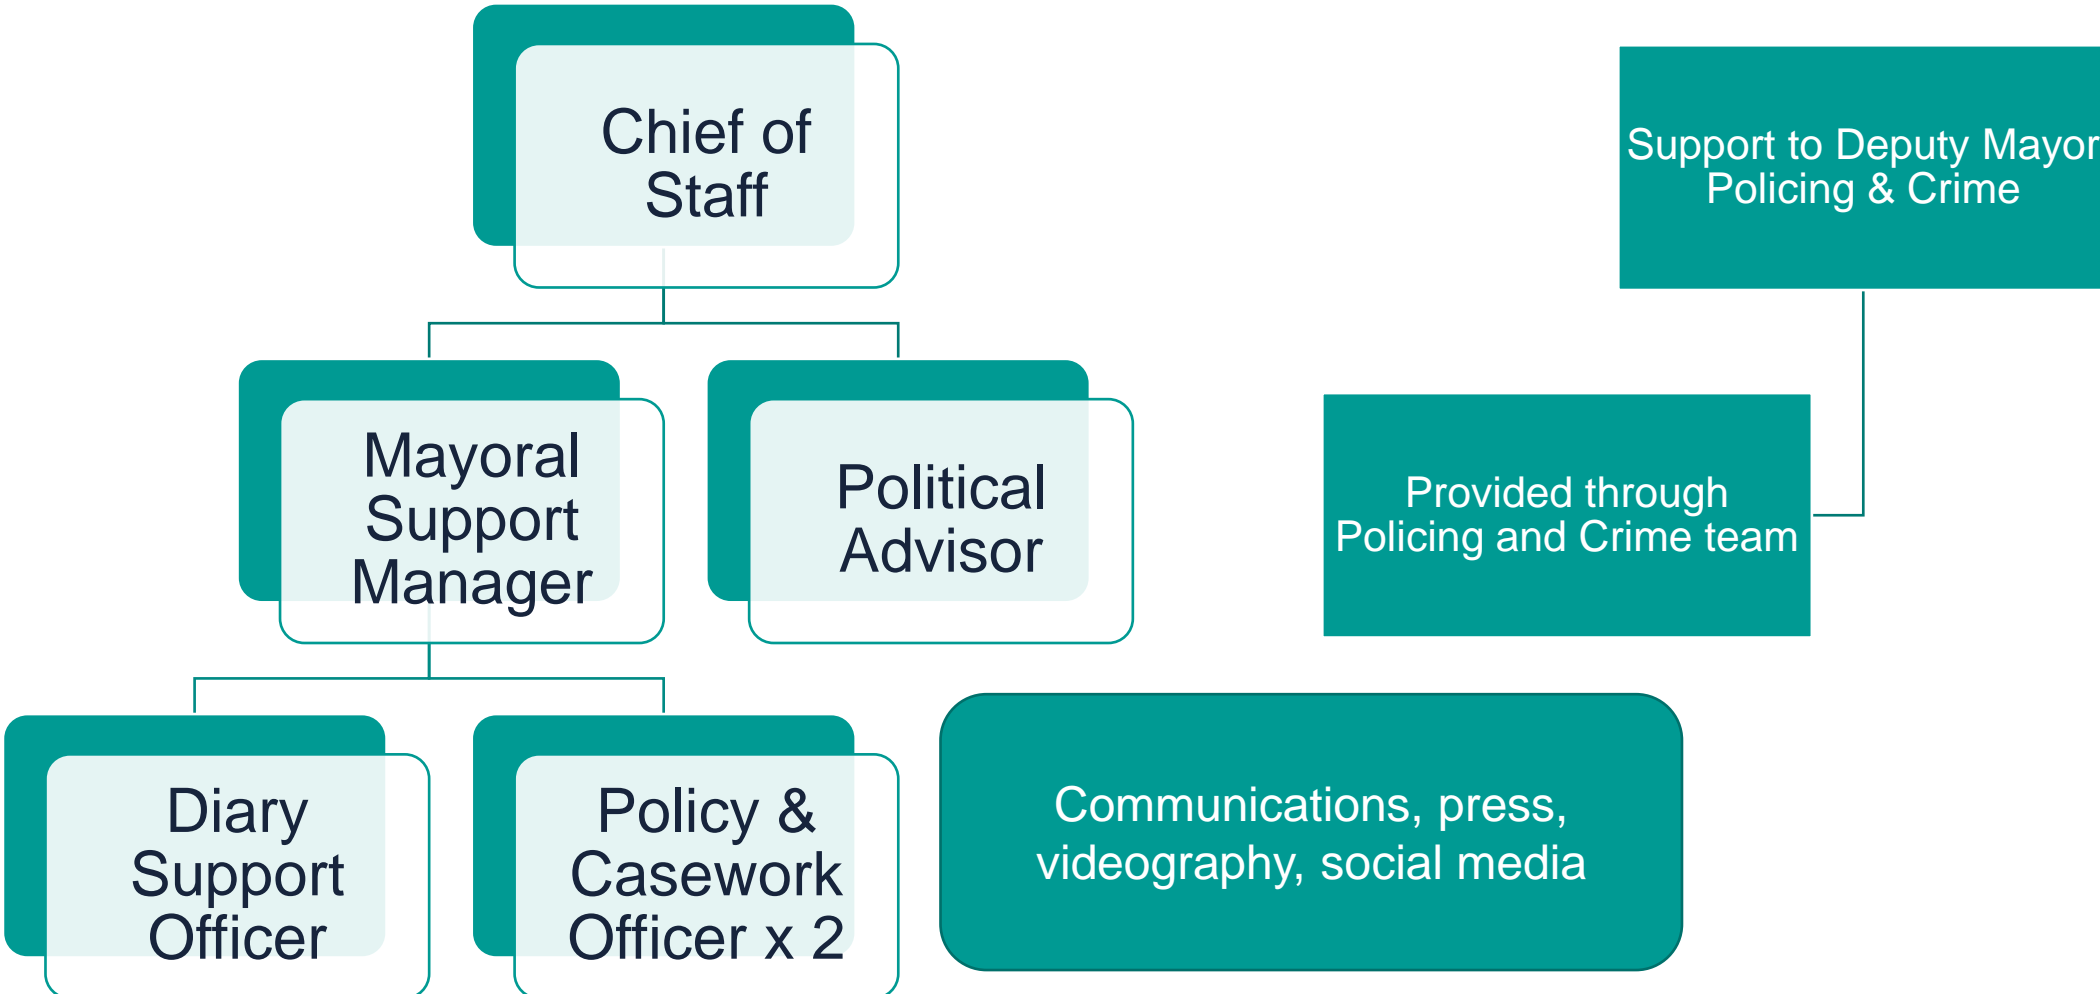 Chief of
Staff
Support to Deputy Mayor
Policing & Crime
Mayoral
Support
Manager
Political
Advisor
Provided through
Policing and Crime team
Diary
Support
Officer
Policy &
Casework
Officer x 2
Communications, press,
videography, social media